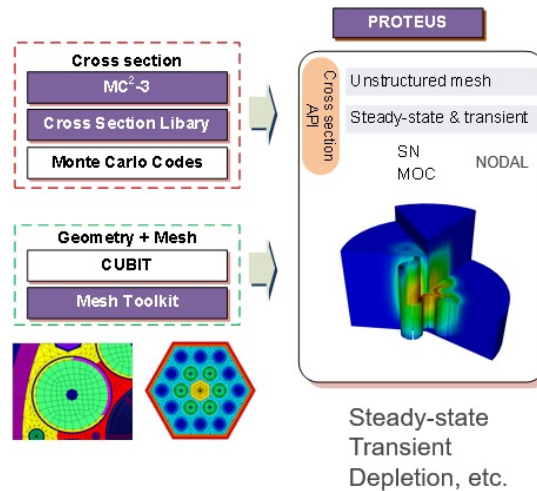 PROTEUS
Cross section
MC²-3
Cross Section Libary
Monte Carlo Codes
Cross section
API
Unstructured mesh
Steady-state & transient
SN
MOC
NODAL
Geometry + Mesh
CUBIT
Mesh Toolkit
Steady-state
Transient
Depletion, etc.